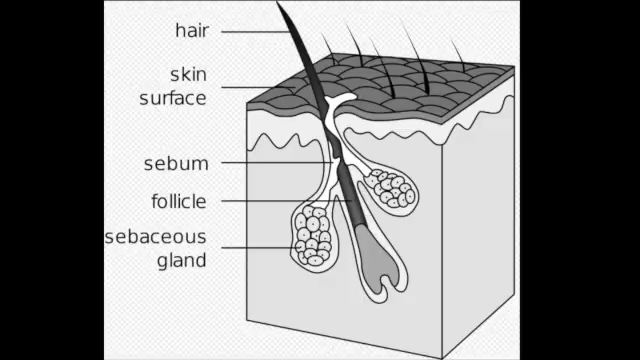 hair
skin
surface
sebum
follicle
sebaceous
gland